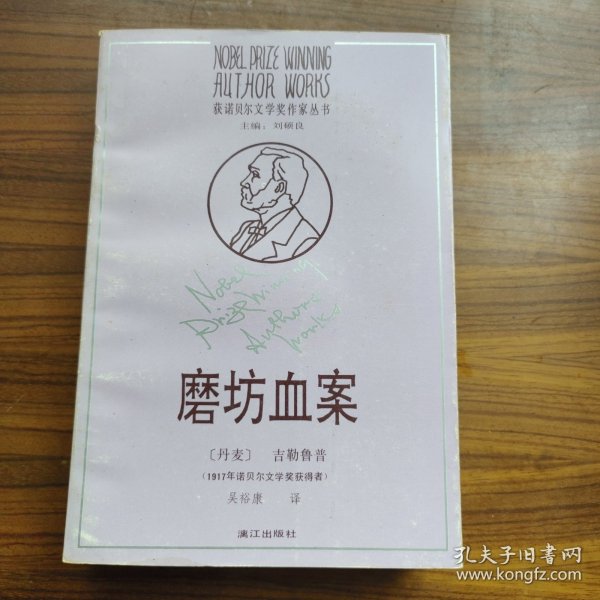 NOBEL PRIZE WINNING
AUTHOR WORKS
获诺贝尔文学奖作家丛书
主编：刘硕良
Nobel
Prize Winning
Author
works
磨坊血案
〔丹麦〕 吉勒鲁普
（1917年诺贝尔文学奖获得者）
吴裕康 译
漓江出版社
孔夫子旧书网
www.kongfz.com